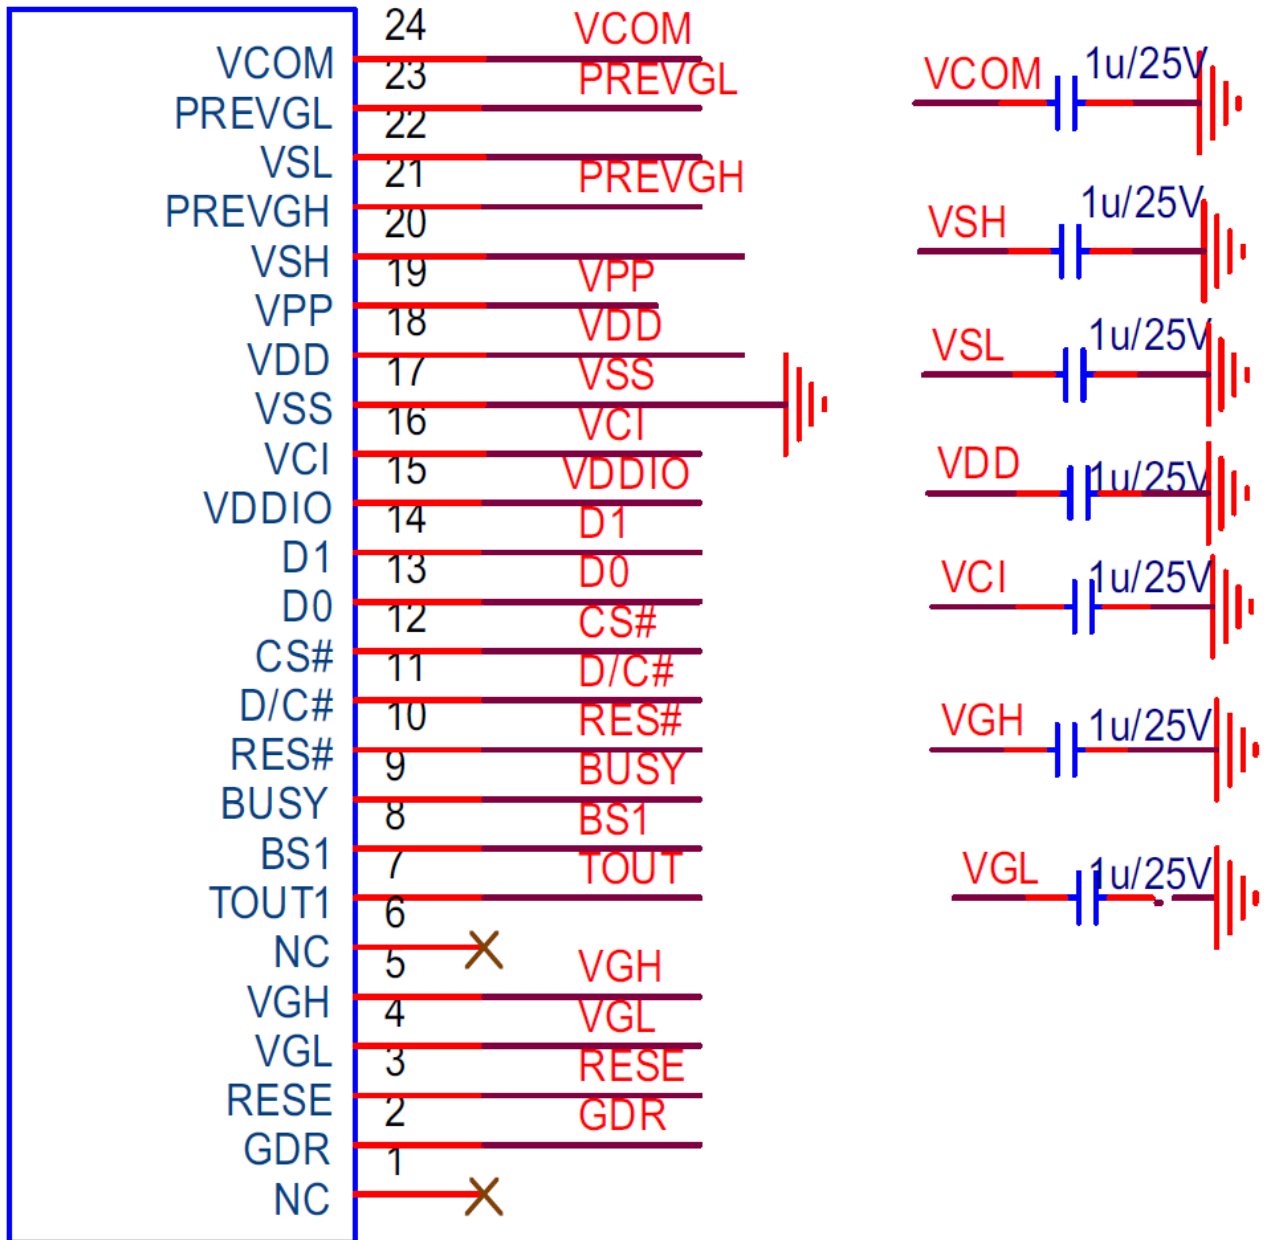 24 VCOM
VCOM
23 PREVGL
PREVGL
22
VSL
21 PREVGH
PREVGH
20
VSH
19 VPP
VPP
18 VDD
VDD
17 VSS
VSS
16 VCI
VCI
15 VDDIO
VDDIO
14 D1
D1
13 D0
D0
12 CS#
CS#
11 D/C#
D/C#
10 RES#
RES#
9 BUSY
BUSY
8 BS1
BS1
7 TOUT
TOUT1
6
NC
5 VGH
VGH
4 VGL
VGL
3 RESE
RESE
2 GDR
GDR
1
NC
VCOM 1u/25V
VSH 1u/25V
VSL 1u/25V
VDD 1u/25V
VCI 1u/25V
VGH 1u/25V
VGL 1u/25V